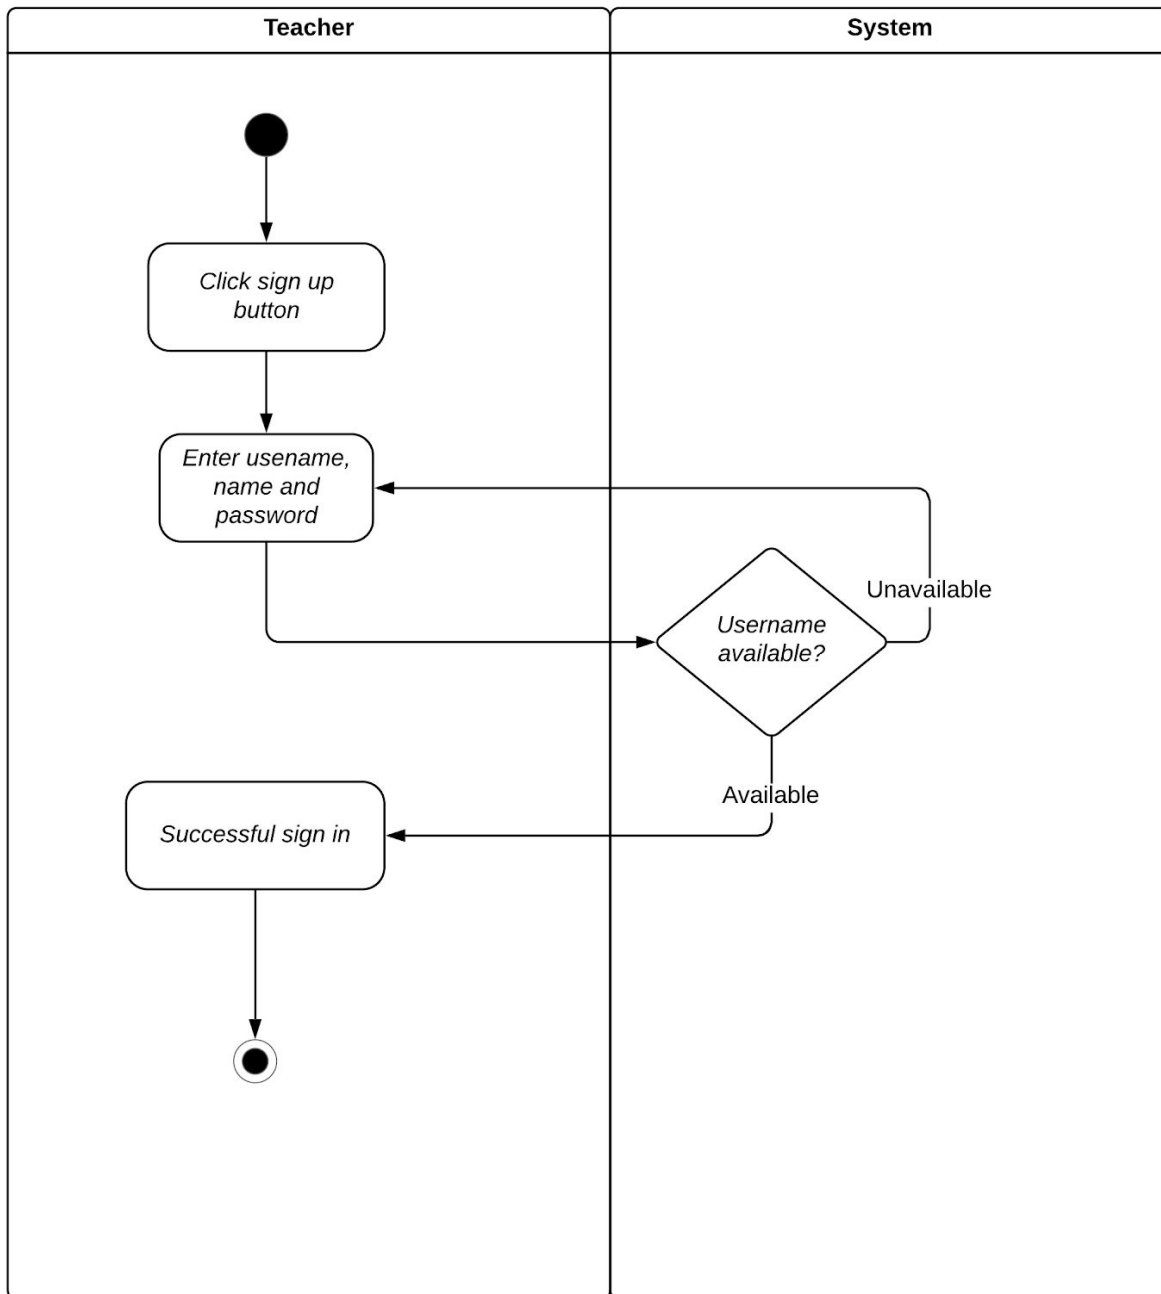 Teacher
System
Click sign up
button
Enter usename,
name and
password
Unavailable
Username
available?
Available
Successful sign in